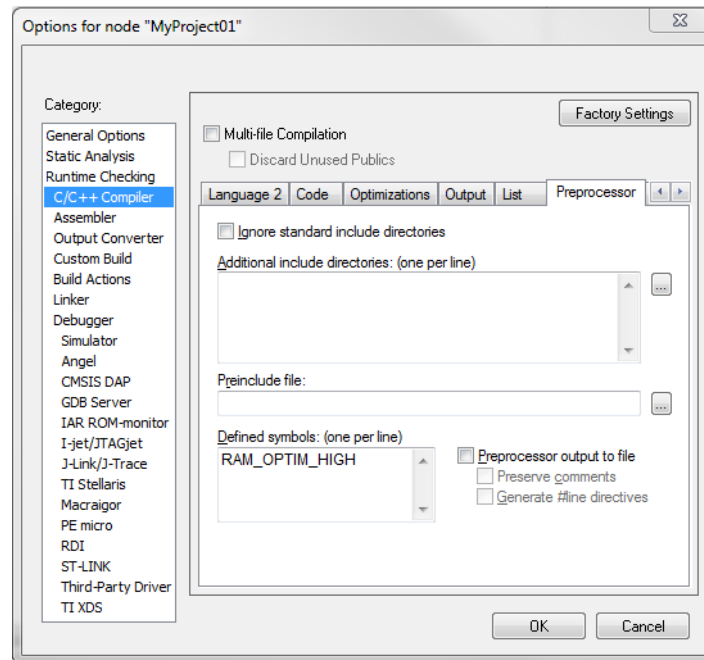 Options for node "MyProject01"
Category:
General Options
Static Analysis
Runtime Checking
C/C++ Compiler
Assembler
Output Converter
Custom Build
Build Actions
Linker
Debugger
Simulator
Angel
CMSIS DAP
GDB Server
IAR ROM-monitor
I-jet/JTAGjet
J-Link/J-Trace
TI Stellaris
Macraigor
PE micro
RDI
ST-LINK
Third-Party Driver
TI XDS
Factory Settings
Multi-file Compilation
Discard Unused Publics
Language 2 Code Optimizations Output List Preprocessor
Ignore standard include directories
Additional include directories: (one per line)
...
Preinclude file:
...
Defined symbols: (one per line)
RAM_OPTIM_HIGH
Preprocessor output to file
Preserve comments
Generate #line directives
OK Cancel